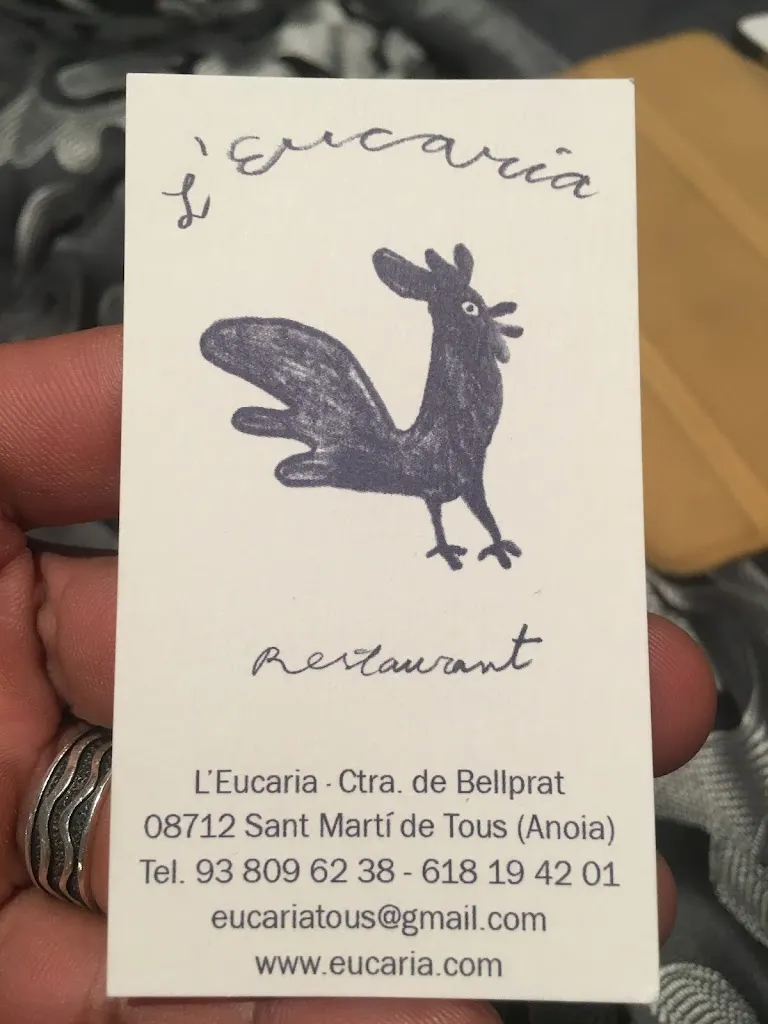 L'Eucaria
Restaurant
L'Eucaria · Ctra. de Bellprat
08712 Sant Martí de Tous (Anoia)
Tel. 93 809 62 38 - 618 19 42 01
eucariatous@gmail.com
www.eucaria.com